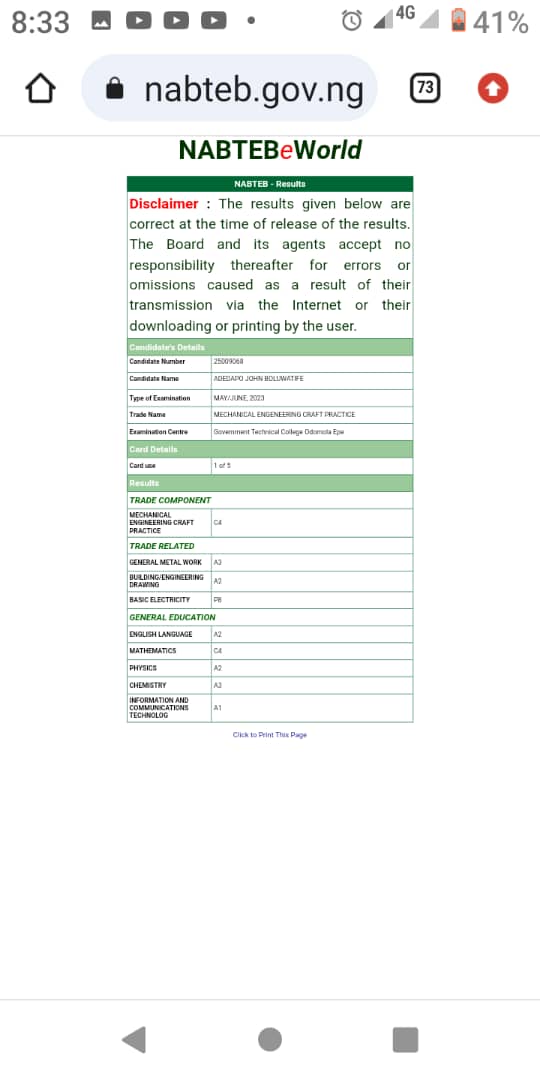 8:33
4G
41%
nabteb.gov.ng
73
NABTEBeWorld
NABTEB - Results
Disclaimer : The results given below are
correct at the time of release of the results.
The Board and its agents accept no
responsibility thereafter for errors or
omissions caused as a result of their
transmission via the Internet or their
downloading or printing by the user.
Candidate's Details
Candidate Number 25009068
Candidate Name ADEDAPO JOHN BOLUWATIFE
Type of Examination MAY/JUNE, 2023
Trade Name MECHANICAL ENGENEERING CRAFT PRACTICE
Examination Centre Government Technical College Odomola Epe
Card Details
Card use 1 of 5
Results
TRADE COMPONENT
MECHANICAL
ENGINEERING CRAFT C4
PRACTICE
TRADE RELATED
GENERAL METAL WORK A3
BUILDING/ENGINEERING
DRAWING A2
BASIC ELECTRICITY P8
GENERAL EDUCATION
ENGLISH LANGUAGE A2
MATHEMATICS C4
PHYSICS A2
CHEMISTRY A3
INFORMATION AND
COMMUNICATIONS A1
TECHNOLOG
Click to Print This Page